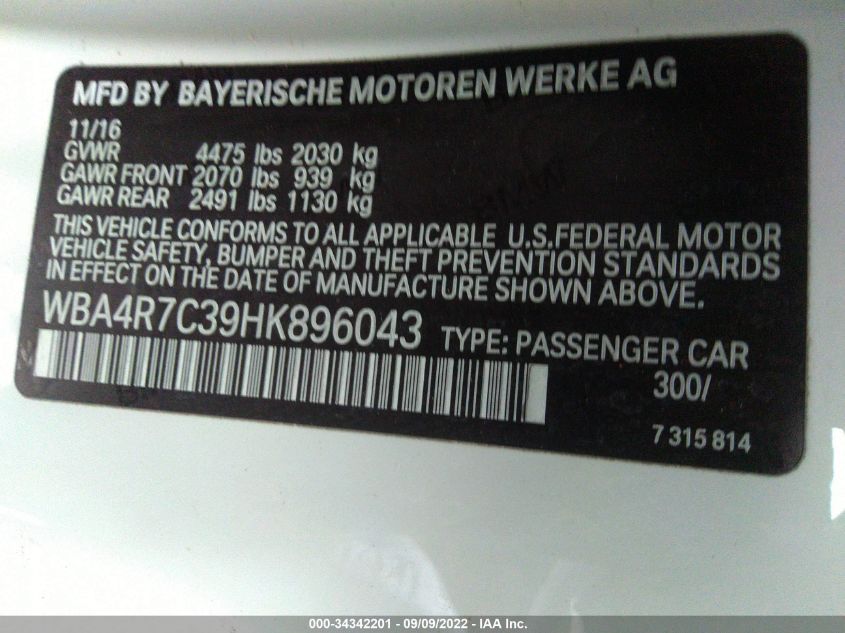 MFD BY BAYERISCHE MOTOREN WERKE AG
11/16
GVWR 4475 lbs 2030 kg
GAWR FRONT 2070 lbs 939 kg
GAWR REAR 2491 lbs 1130 kg
THIS VEHICLE CONFORMS TO ALL APPLICABLE U.S.FEDERAL MOTOR
VEHICLE SAFETY, BUMPER AND THEFT PREVENTION STANDARDS
IN EFFECT ON THE DATE OF MANUFACTURE SHOWN ABOVE.
WBA4R7C39HK896043 TYPE: PASSENGER CAR
300/
7 315 814
000-34342201 - 09/09/2022 - IAA Inc.